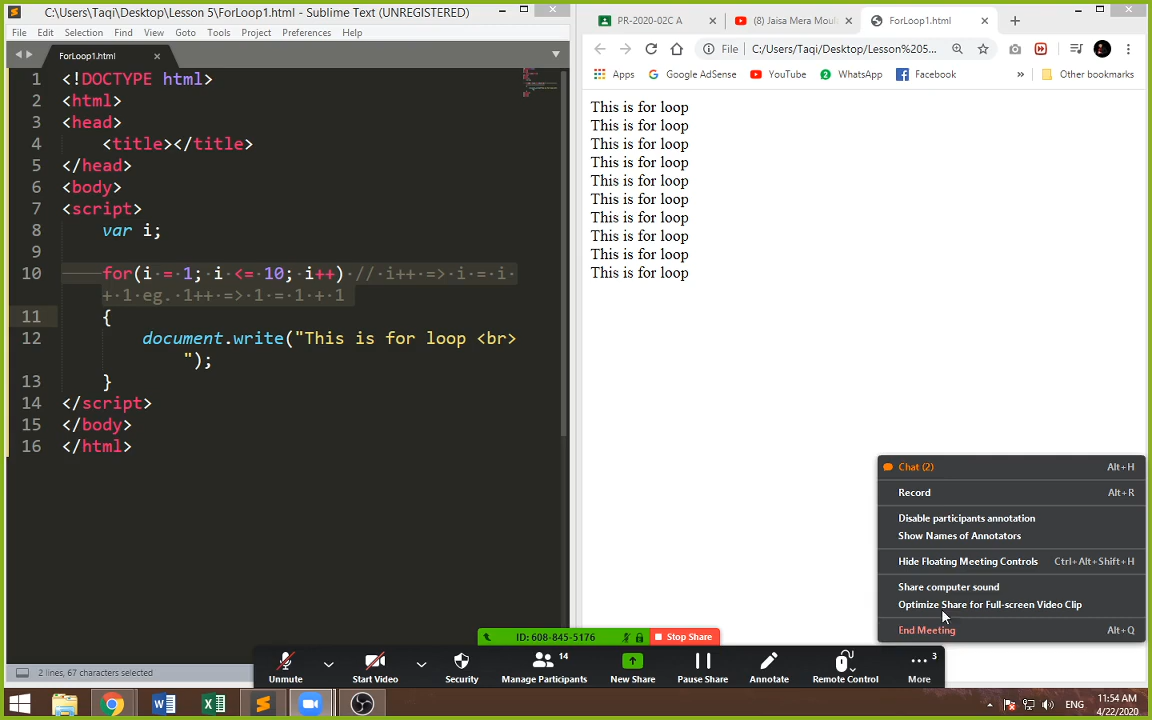 C:\Users\Taqi\Desktop\Lesson 5\ForLoop1.html - Sublime Text (UNREGISTERED)
File Edit Selection Find View Goto Tools Project Preferences Help
ForLoop1.html
1 <!DOCTYPE html>
2 <html>
3 <head>
4 <title></title>
5 </head>
6 <body>
7 <script>
8 var i;
9
10 for(i = 1; i <= 10; i++) // i++ => i = i
+ 1 eg. 1++ => 1 = 1 + 1
11 {
12 document.write("This is for loop <br>
");
13 }
14 </script>
15 </body>
16 </html>
2 lines, 67 characters selected
PR-2020-02C A
(8) Jaisa Mera Moul
ForLoop1.html
File C:/Users/Taqi/Desktop/Lesson%205...
Apps Google AdSense YouTube WhatsApp Facebook » Other bookmarks
This is for loop
This is for loop
This is for loop
This is for loop
This is for loop
This is for loop
This is for loop
This is for loop
This is for loop
This is for loop
Chat (2) Alt+H
Record Alt+R
Disable participants annotation
Show Names of Annotators
Hide Floating Meeting Controls Ctrl+Alt+Shift+H
Share computer sound
Optimize Share for Full-screen Video Clip
End Meeting Alt+Q
ID: 608-845-5176 Stop Share
14
3
Unmute Start Video Security Manage Participants New Share Pause Share Annotate Remote Control More
ENG
11:54 AM
4/22/2020